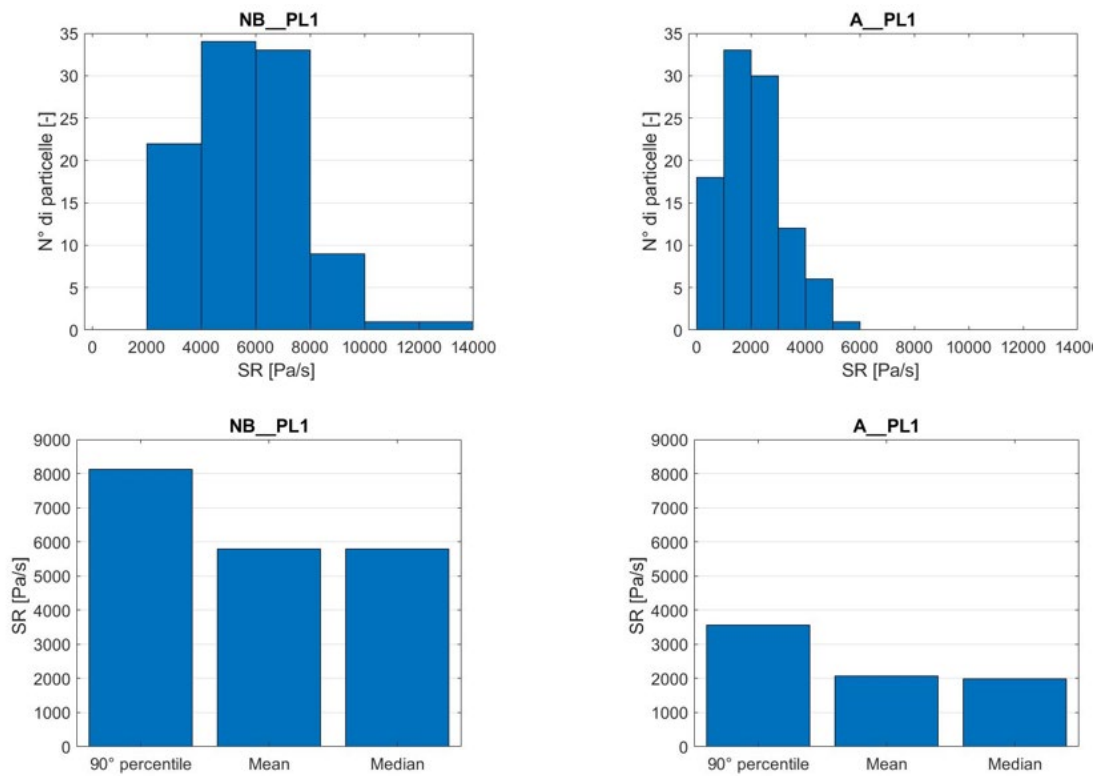 NB__PL1
35
30
25
20
15
10
5
0
N° di particelle [-]
0 2000 4000 6000 8000 10000 12000 14000
SR [Pa/s]
A__PL1
35
30
25
20
15
10
5
0
N° di particelle [-]
0 2000 4000 6000 8000 10000 12000 1400
SR [Pa/s]
NB__PL1
9000
8000
7000
6000
5000
4000
3000
2000
1000
0
SR [Pa/s]
90° percentile Mean Median
A__PL1
9000
8000
7000
6000
5000
4000
3000
2000
1000
0
SR [Pa/s]
90° percentile Mean Median